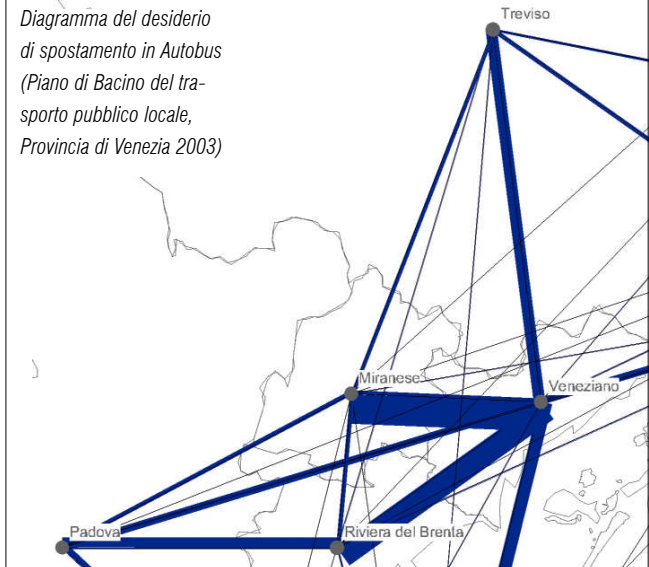 Diagramma del desiderio
di spostamento in Autobus
(Piano di Bacino del tra-
sporto pubblico locale,
Provincia di Venezia 2003)
Treviso
Miranese
Veneziano
Padova
Riviera del Brenta